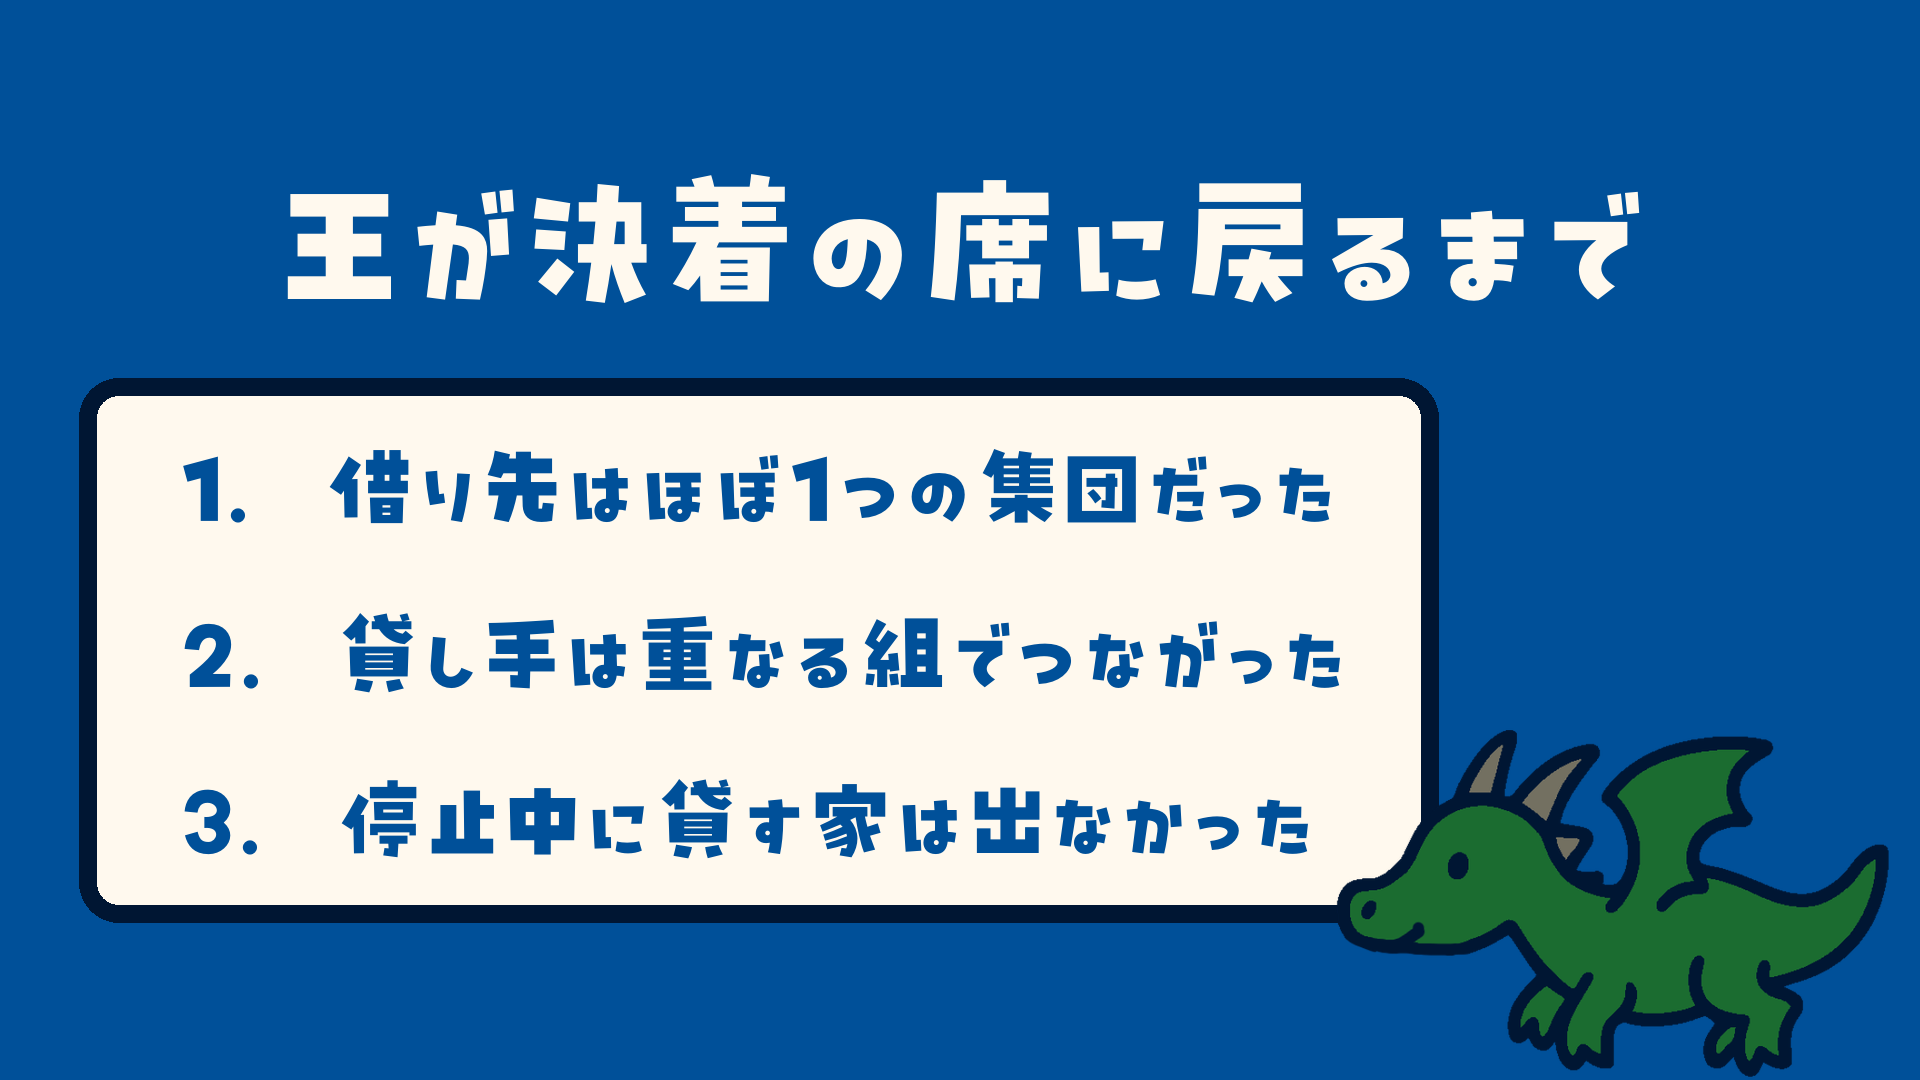 王が決着の席に戻るまで
1. 借り先はほぼ1つの集団だった
2. 貸し手は重なる組でつながった
3. 停止中に貸す家は出なかった